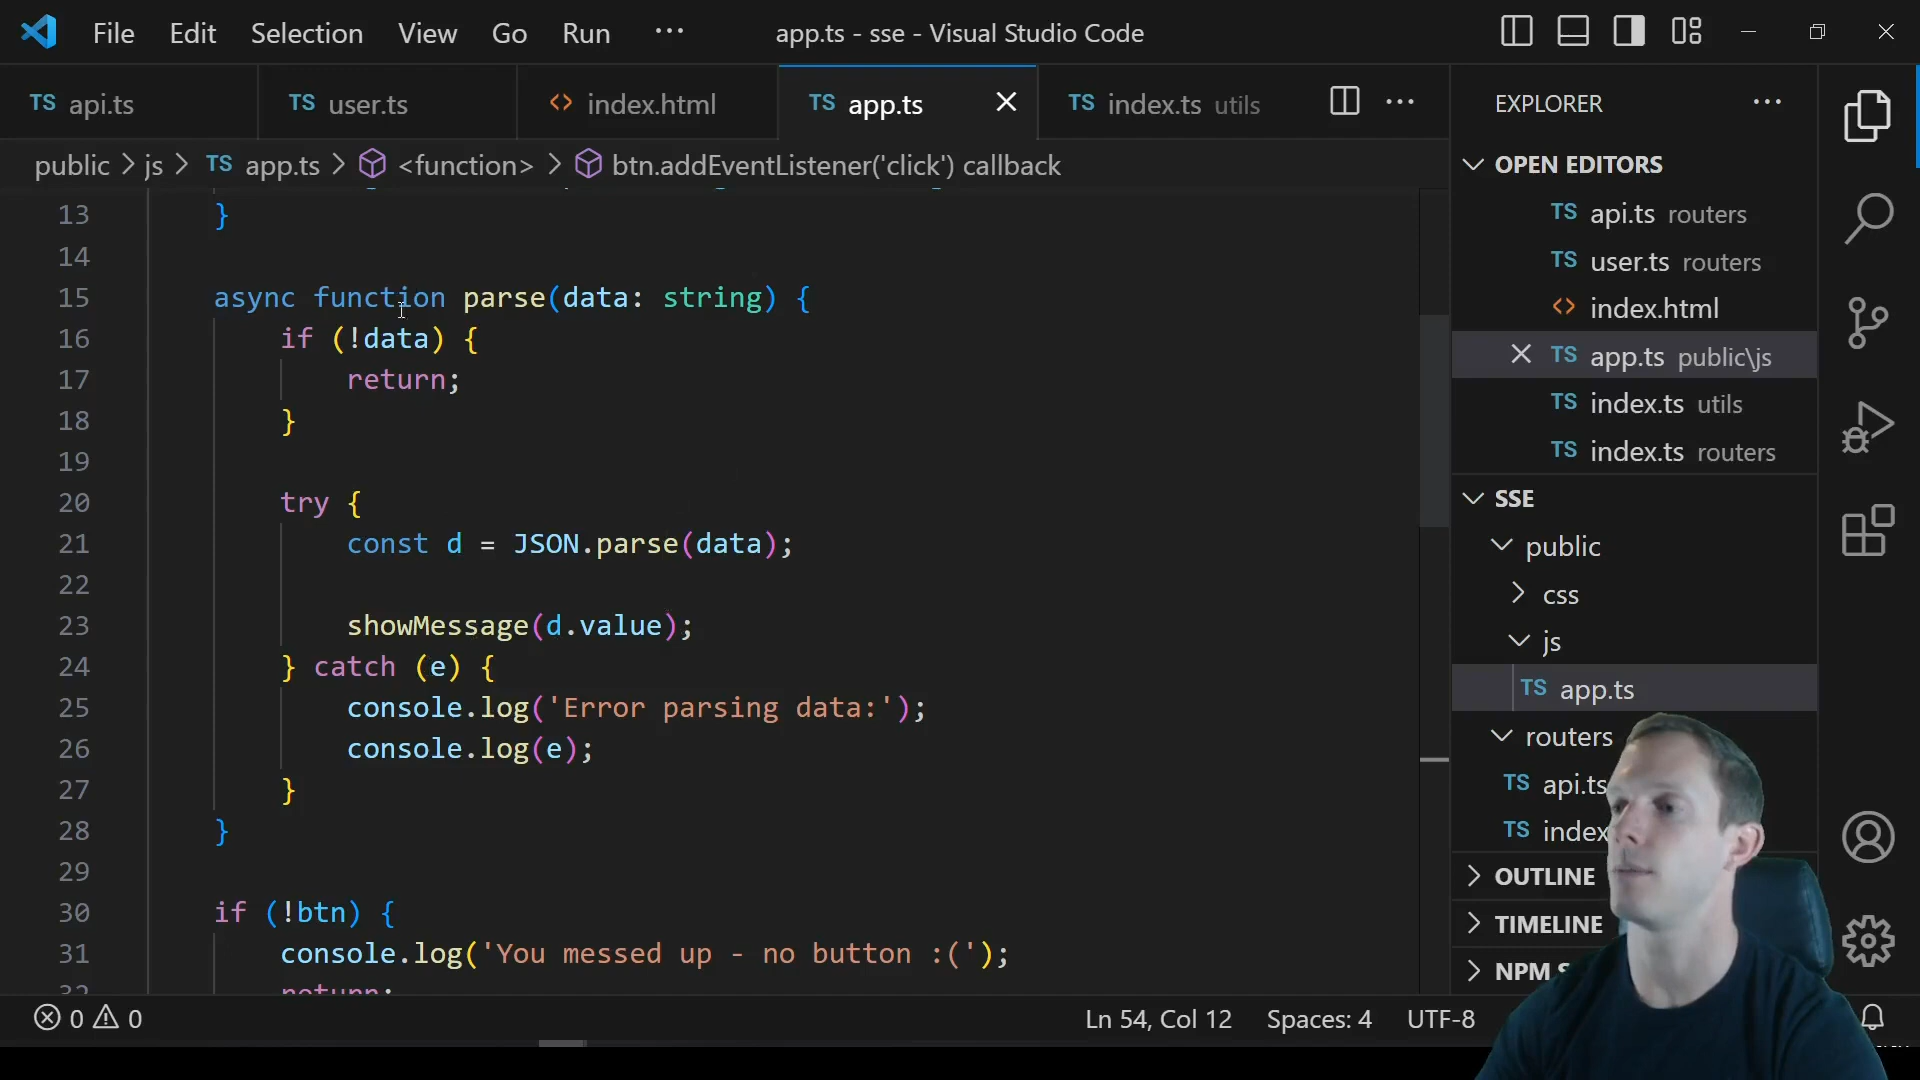 File Edit Selection View Go Run ··· app.ts - sse - Visual Studio Code
TS api.ts TS user.ts <> index.html TS app.ts TS index.ts utils
public > js > TS app.ts > <function> > btn.addEventListener('click') callback
13 }
14
15 async function parse(data: string) {
16 if (!data) {
17 return;
18 }
19
20 try {
21 const d = JSON.parse(data);
22
23 showMessage(d.value);
24 } catch (e) {
25 console.log('Error parsing data:');
26 console.log(e);
27 }
28 }
29
30 if (!btn) {
31 console.log('You messed up - no button :(');
32 return;
EXPLORER
OPEN EDITORS
TS api.ts routers
TS user.ts routers
<> index.html
TS app.ts public\js
TS index.ts utils
TS index.ts routers
SSE
public
css
js
TS app.ts
routers
TS api.ts
TS index
OUTLINE
TIMELINE
NPM S
0 0 Ln 54, Col 12 Spaces: 4 UTF-8